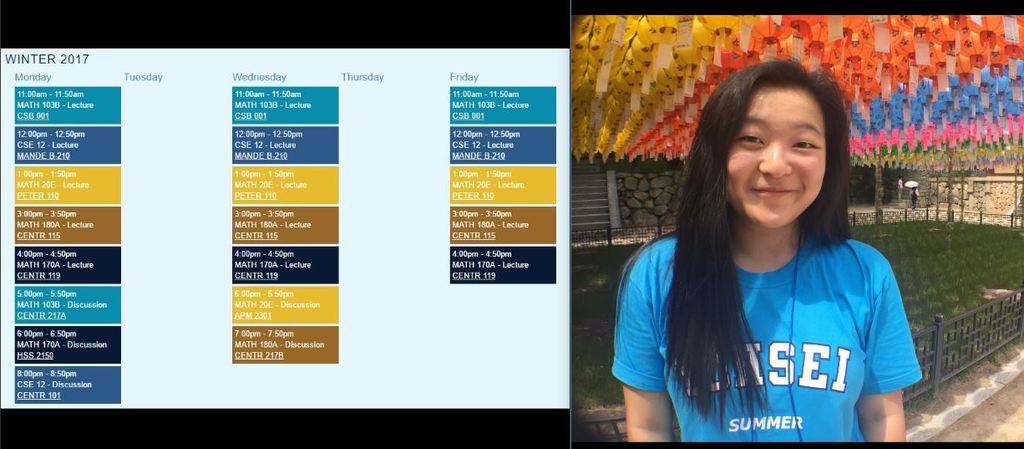 WINTER 2017
Monday Tuesday Wednesday Thursday Friday
11:00am - 11:50am
MATH 103B - Lecture
CSB 001
12:00pm - 12:50pm
CSE 12 - Lecture
MANDE B-210
1:00pm - 1:50pm
MATH 20E - Lecture
PETER 110
3:00pm - 3:50pm
MATH 180A - Lecture
CENTR 115
4:00pm - 4:50pm
MATH 170A - Lecture
CENTR 119
5:00pm - 5:50pm
MATH 103B - Discussion
CENTR 217A
6:00pm - 6:50pm
MATH 170A - Discussion
HSS 2150
8:00pm - 8:50pm
CSE 12 - Discussion
CENTR 101
11:00am - 11:50am
MATH 103B - Lecture
CSB 001
12:00pm - 12:50pm
CSE 12 - Lecture
MANDE B-210
1:00pm - 1:50pm
MATH 20E - Lecture
PETER 110
3:00pm - 3:50pm
MATH 180A - Lecture
CENTR 115
4:00pm - 4:50pm
MATH 170A - Lecture
CENTR 119
6:00pm - 6:50pm
MATH 20E - Discussion
APM 2301
7:00pm - 7:50pm
MATH 180A - Discussion
CENTR 217B
11:00am - 11:50am
MATH 103B - Lecture
CSB 001
12:00pm - 12:50pm
CSE 12 - Lecture
MANDE B-210
1:00pm - 1:50pm
MATH 20E - Lecture
PETER 110
3:00pm - 3:50pm
MATH 180A - Lecture
CENTR 115
4:00pm - 4:50pm
MATH 170A - Lecture
CENTR 119
NSEI
SUMMER